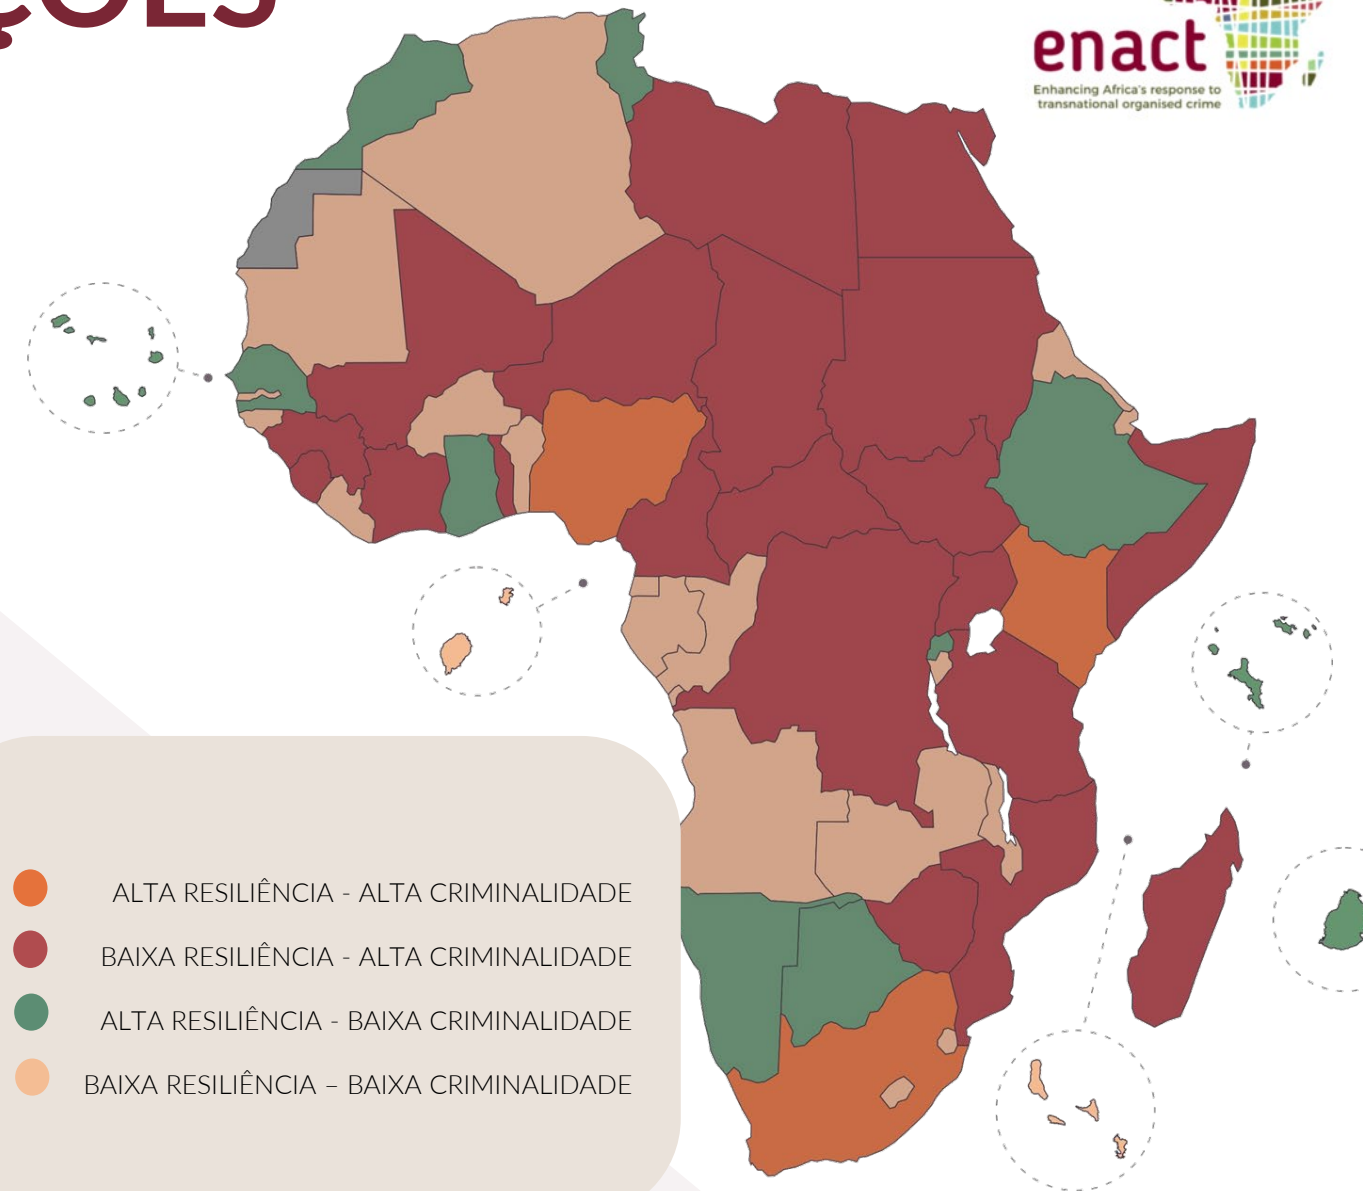 ÇÕES
enact
Enhancing Africa's response to
transnational organised crime
ALTA RESILIÊNCIA - ALTA CRIMINALIDADE
BAIXA RESILIÊNCIA - ALTA CRIMINALIDADE
ALTA RESILIÊNCIA - BAIXA CRIMINALIDADE
BAIXA RESILIÊNCIA – BAIXA CRIMINALIDADE